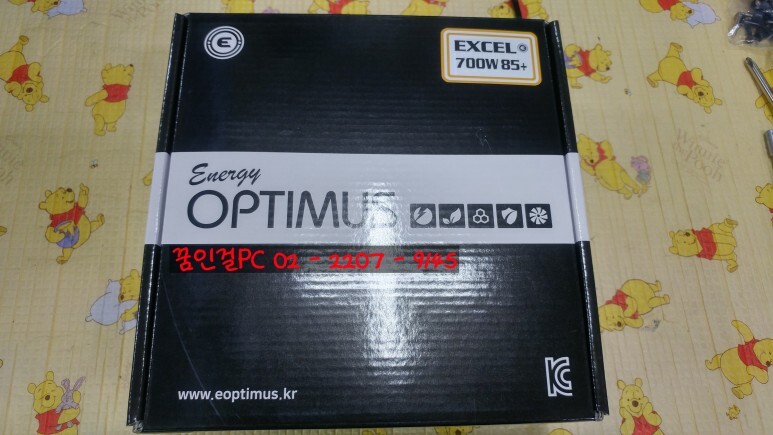 EXCEL
700W 85+
Energy
OPTIMUS
꿈인걸PC 02 - 2207 - 9145
www.eoptimus.kr